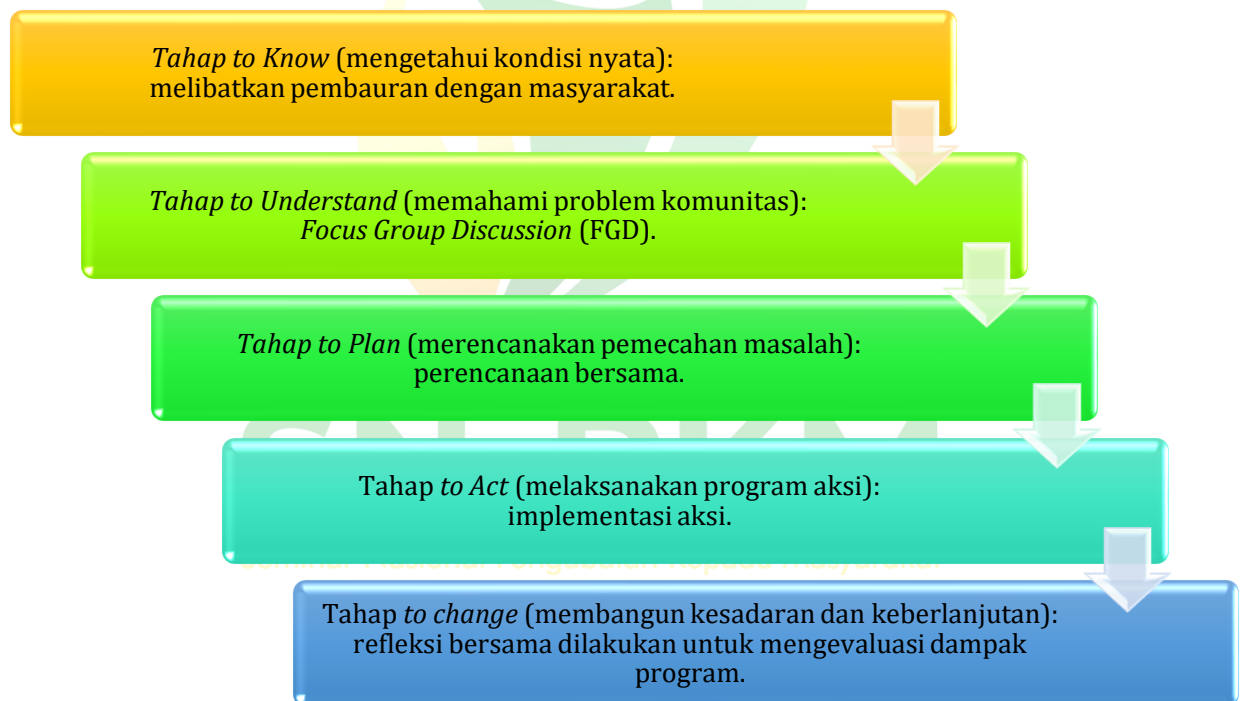 Tahap to Know (mengetahui kondisi nyata):
melibatkan pembauran dengan masyarakat.
Tahap to Understand (memahami problem komunitas):
Focus Group Discussion (FGD).
Tahap to Plan (merencanakan pemecahan masalah):
perencanaan bersama.
Tahap to Act (melaksanakan program aksi):
implementasi aksi.
Tahap to change (membangun kesadaran dan keberlanjutan):
refleksi bersama dilakukan untuk mengevaluasi dampak
program.